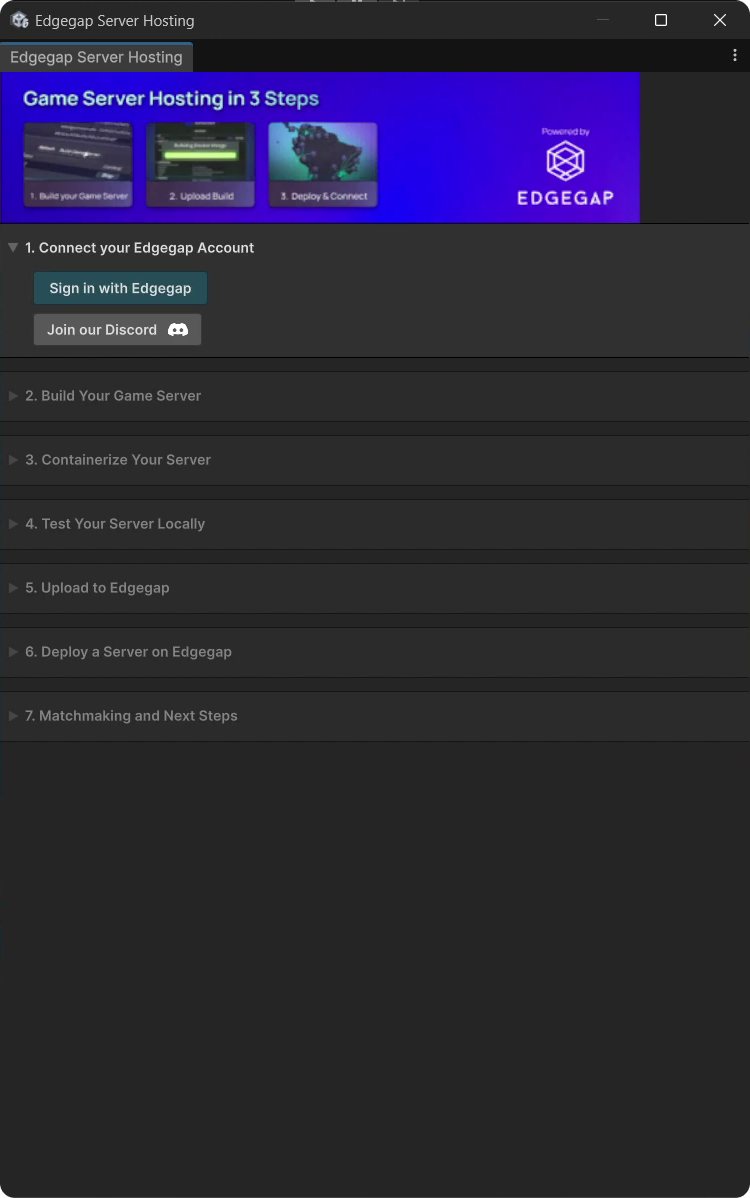 Edgegap Server Hosting
Edgegap Server Hosting
Game Server Hosting in 3 Steps
Powered by
EDGEGAP
1. Build your Game Server
2. Upload Build
3. Deploy & Connect
1. Connect your Edgegap Account
Sign in with Edgegap
Join our Discord
2. Build Your Game Server
3. Containerize Your Server
4. Test Your Server Locally
5. Upload to Edgegap
6. Deploy a Server on Edgegap
7. Matchmaking and Next Steps